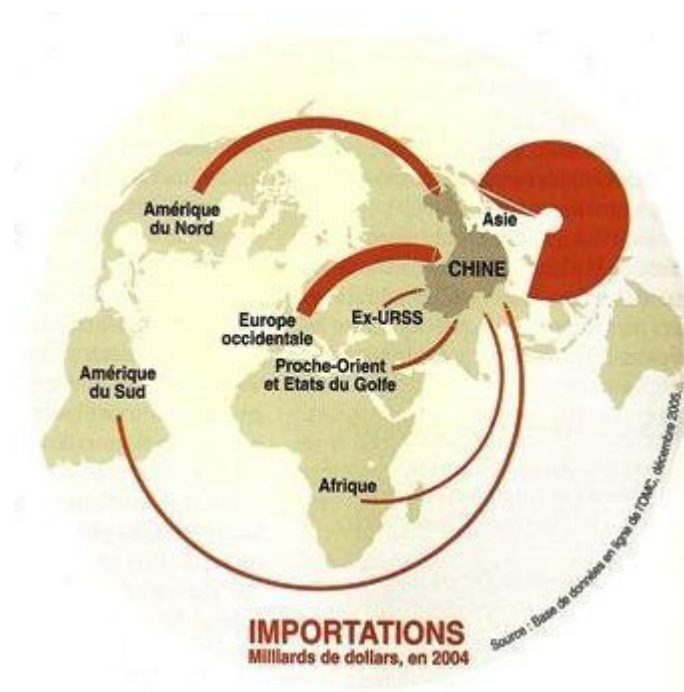 Amérique
du Nord
Asie
CHINE
Europe
occidentale
Ex-URSS
Proche-Orient
et Etats du Golfe
Amérique
du Sud
Afrique
Source : Base de données en ligne de l'OMC, décembre 2005.
IMPORTATIONS
Milliards de dollars, en 2004